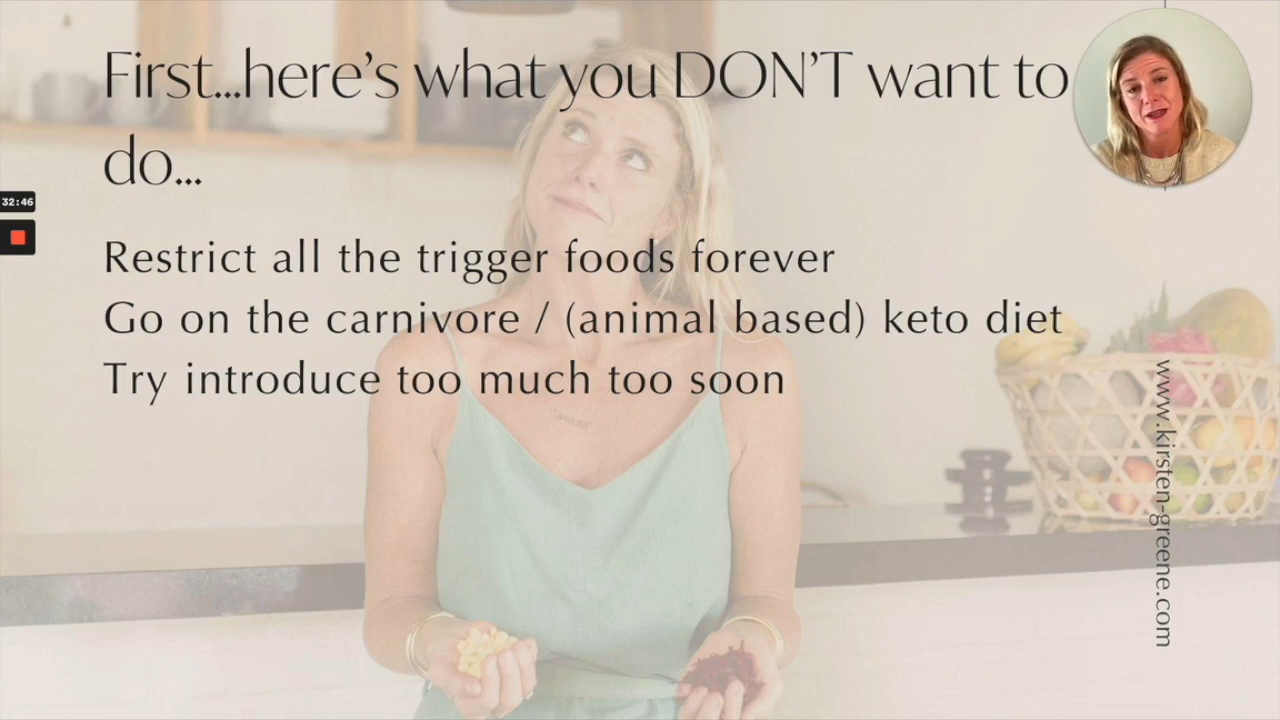 First...here's what you DON'T want to
do...
32:46
Restrict all the trigger foods forever
Go on the carnivore / (animal based) keto diet
Try introduce too much too soon
www.kirsten-greene.com